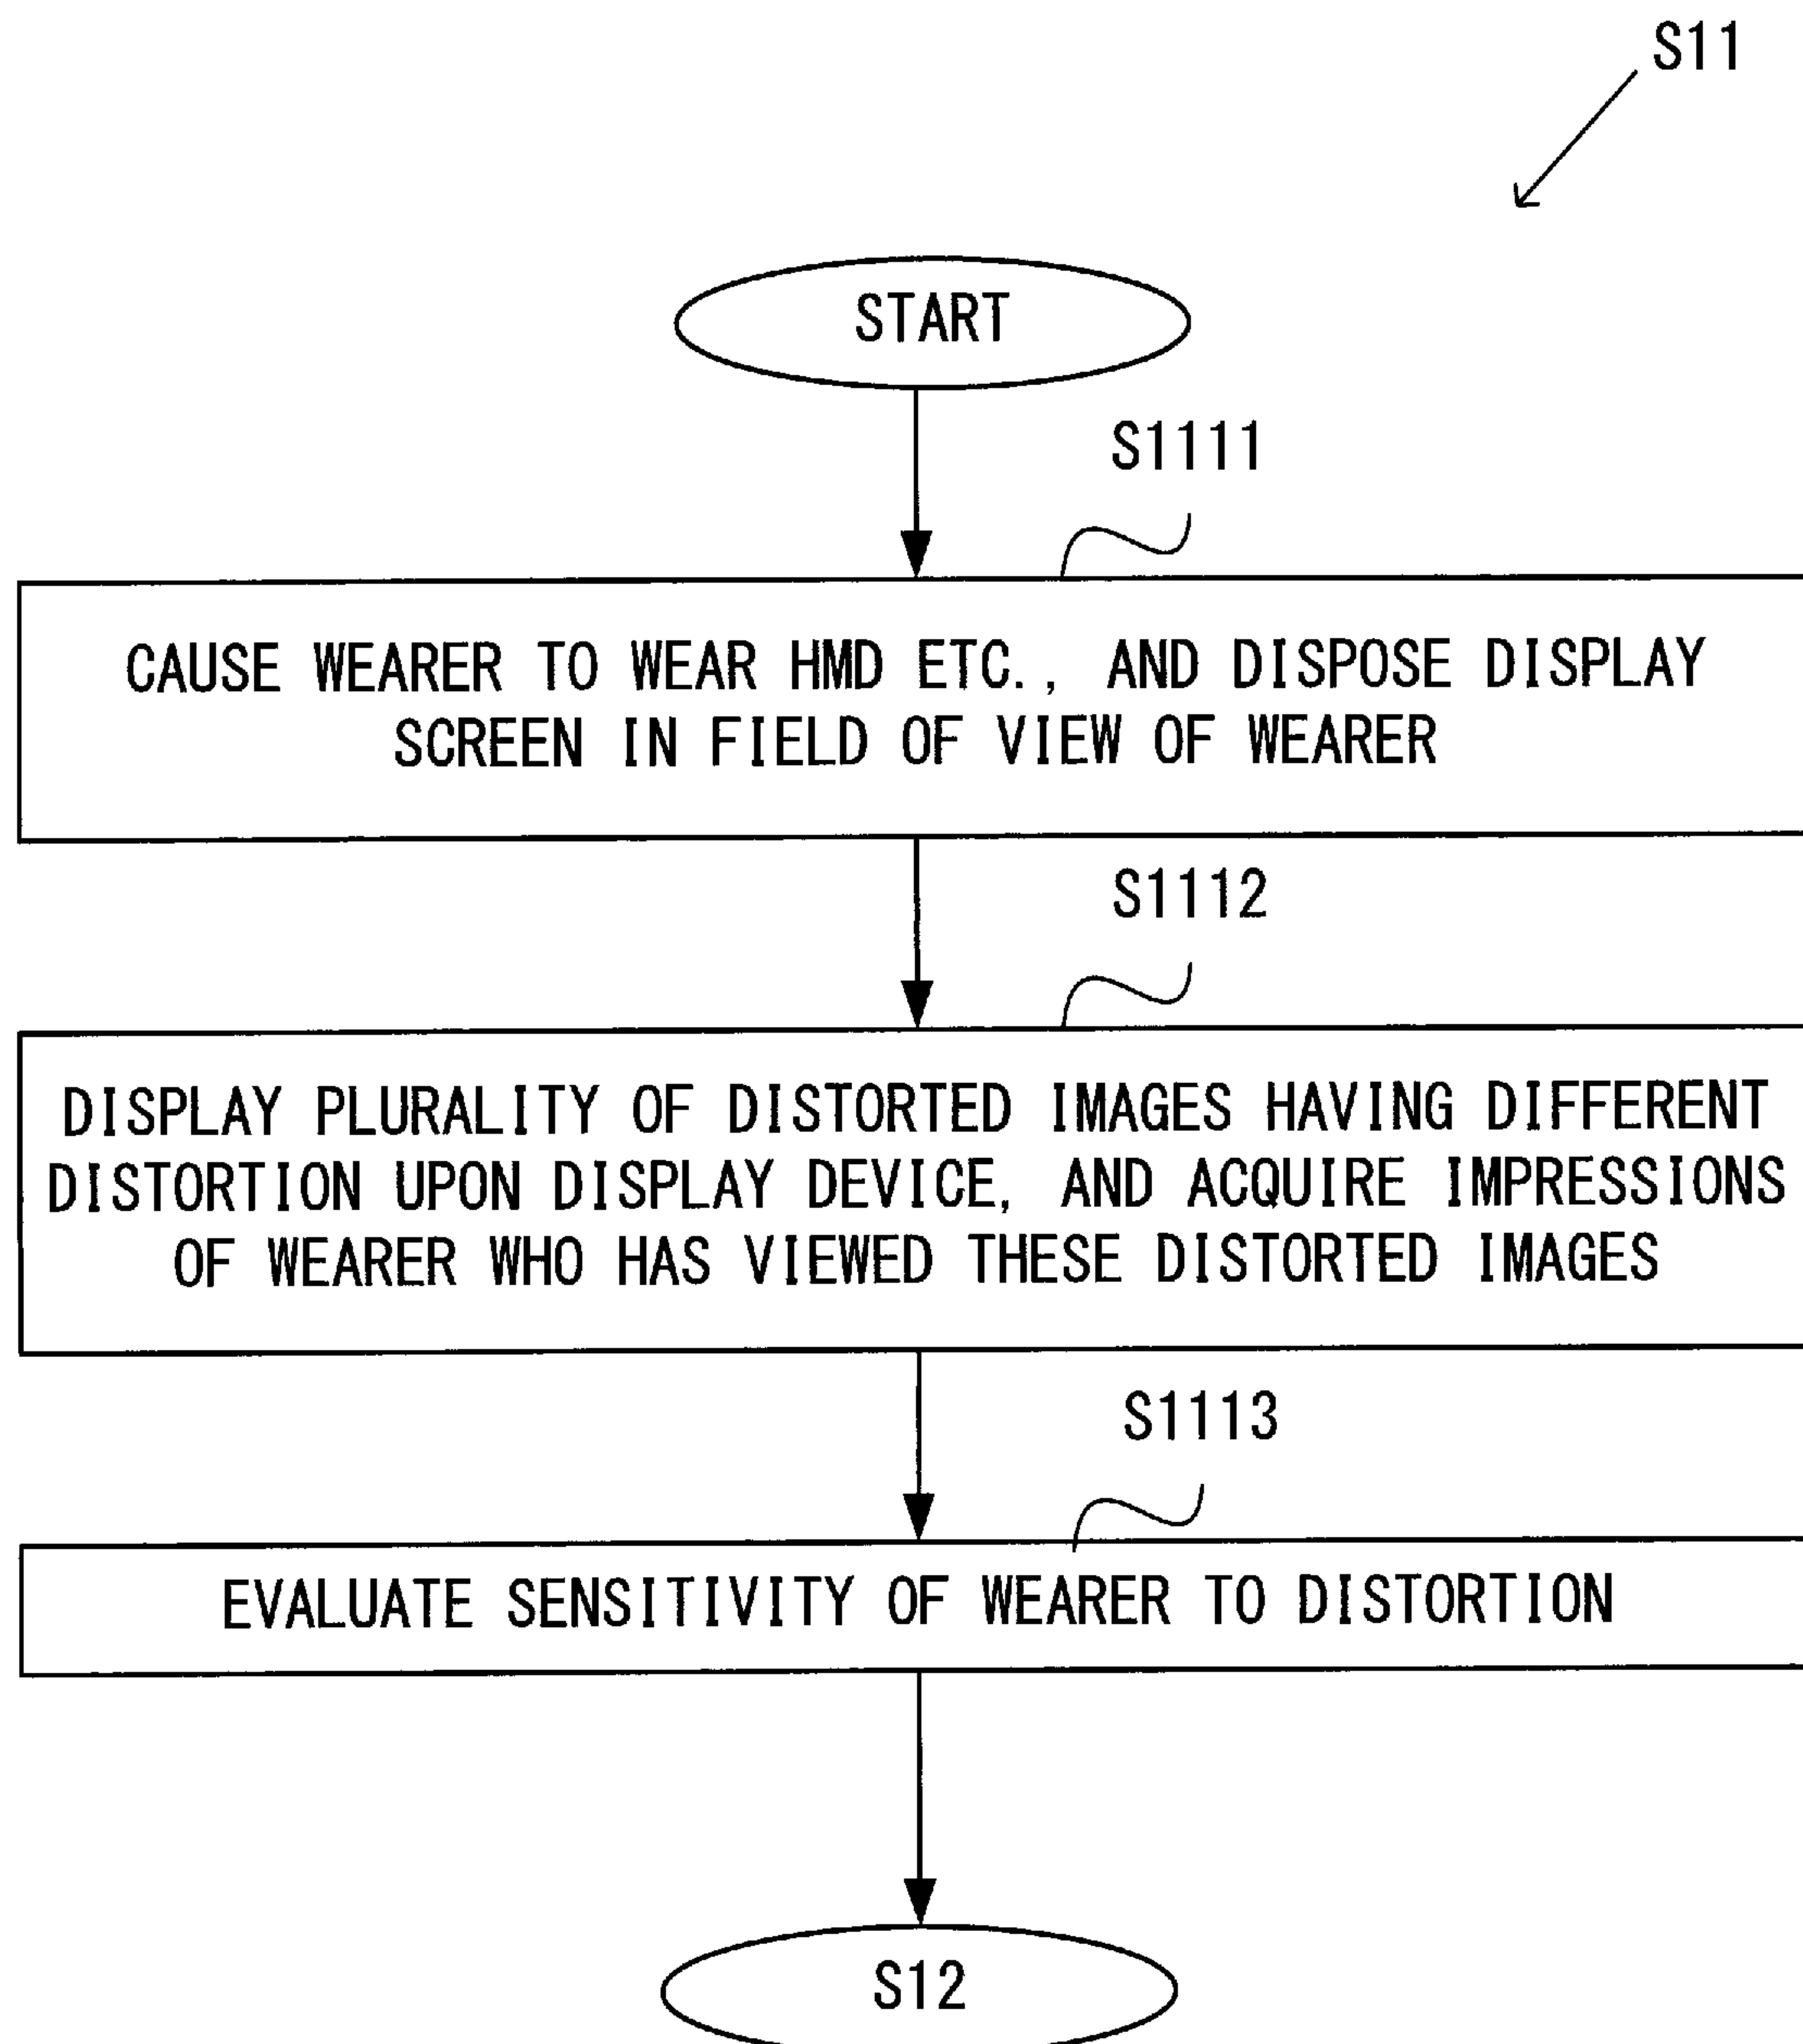 S11
START
S1111
CAUSE WEARER TO WEAR HMD ETC., AND DISPOSE DISPLAY
SCREEN IN FIELD OF VIEW OF WEARER
S1112
DISPLAY PLURALITY OF DISTORTED IMAGES HAVING DIFFERENT
DISTORTION UPON DISPLAY DEVICE, AND ACQUIRE IMPRESSIONS
OF WEARER WHO HAS VIEWED THESE DISTORTED IMAGES
S1113
EVALUATE SENSITIVITY OF WEARER TO DISTORTION
S12